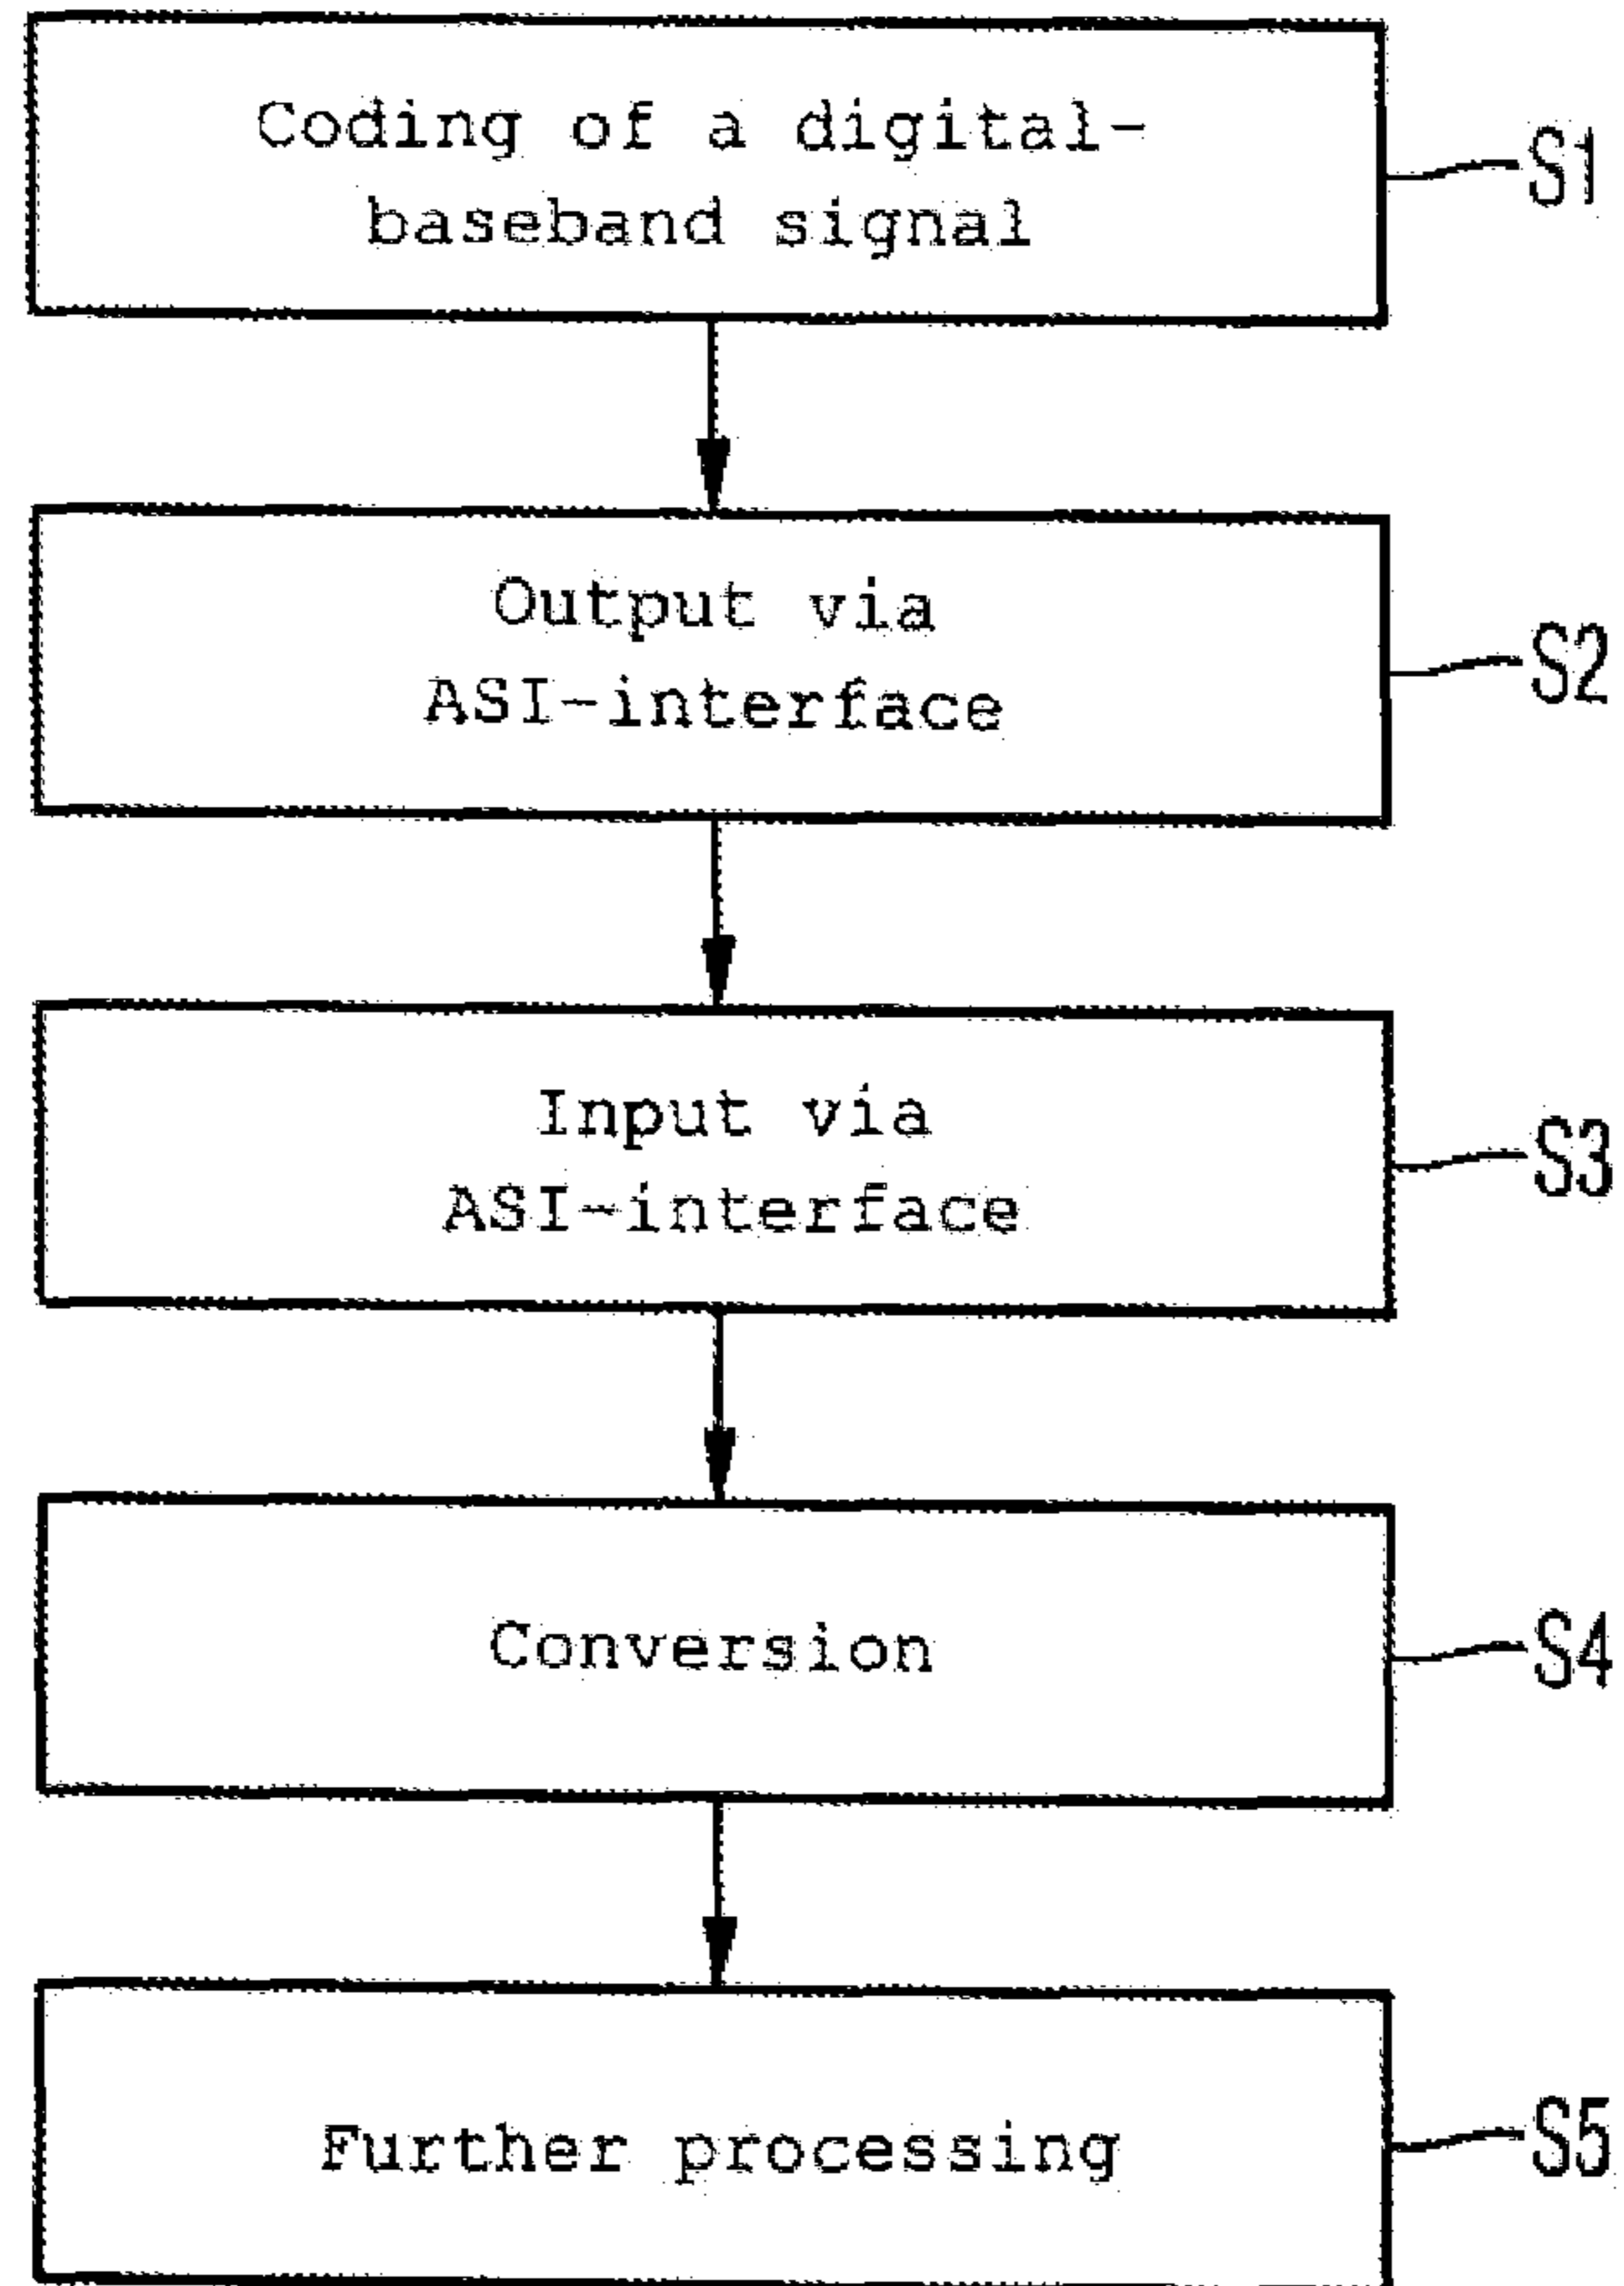 Coding of a digital-
baseband signal
S1
Output via
ASI-interface
S2
Input via
ASI-interface
S3
Conversion
S4
Further processing
S5